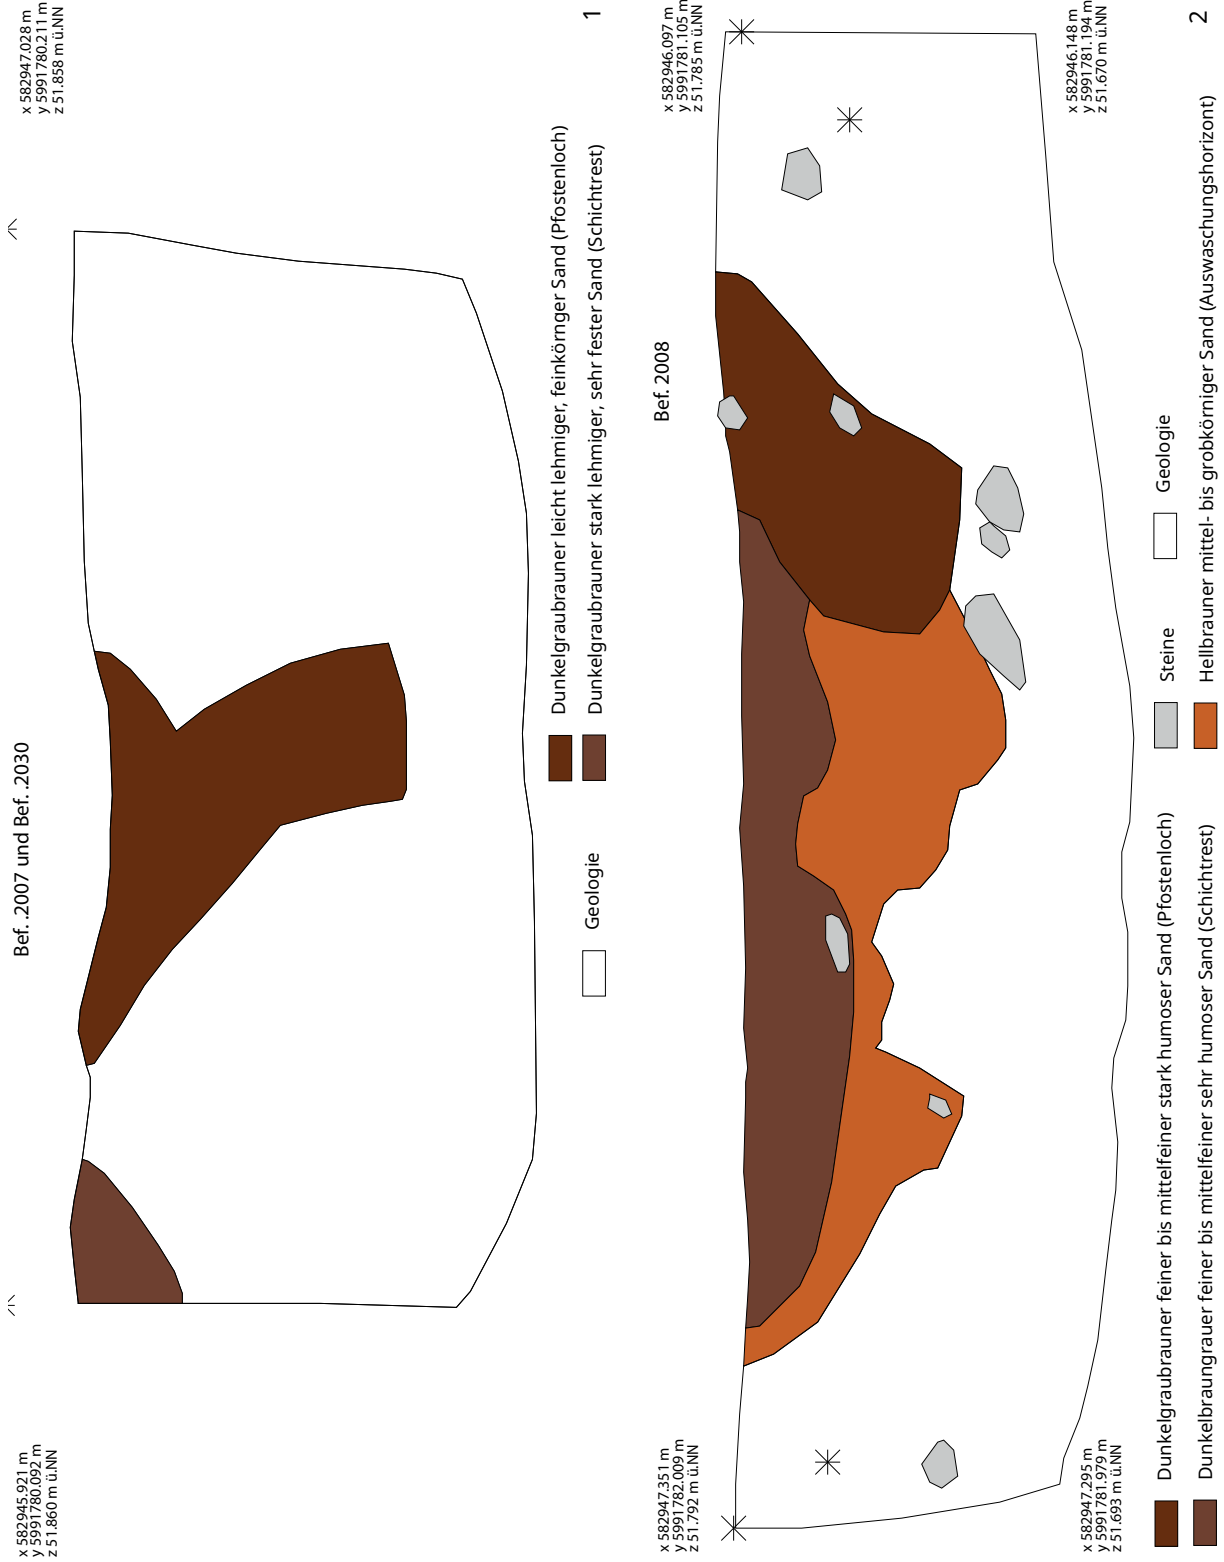 Bef. 2007 und Bef. .2030
x 582945.921 m
y 5991780.092 m
z 51.860 m ü.NN
x 582947.028 m
y 5991780.211 m
z 51.858 m ü.NN
Dunkelgraubrauner leicht lehmiger, feinkörnger Sand (Pfostenloch)
Geologie
Dunkelgraubrauner stark lehmiger, sehr fester Sand (Schichtrest)
1
Bef. 2008
x 582947.351 m
y 5991782.009 m
z 51.792 m ü.NN
x 582946.097 m
y 5991781.105 m
z 51.785 m ü.NN
x 582947.295 m
y 5991781.979 m
z 51.693 m ü.NN
x 582946.148 m
y 5991781.194 m
z 51.670 m ü.NN
Dunkelgraubrauner feiner bis mittelfeiner stark humoser Sand (Pfostenloch)
Steine
Geologie
Dunkelbraungrauer feiner bis mittelfeiner sehr humoser Sand (Schichtrest)
Hellbrauner mittel- bis grobkörniger Sand (Auswaschungshorizont)
2